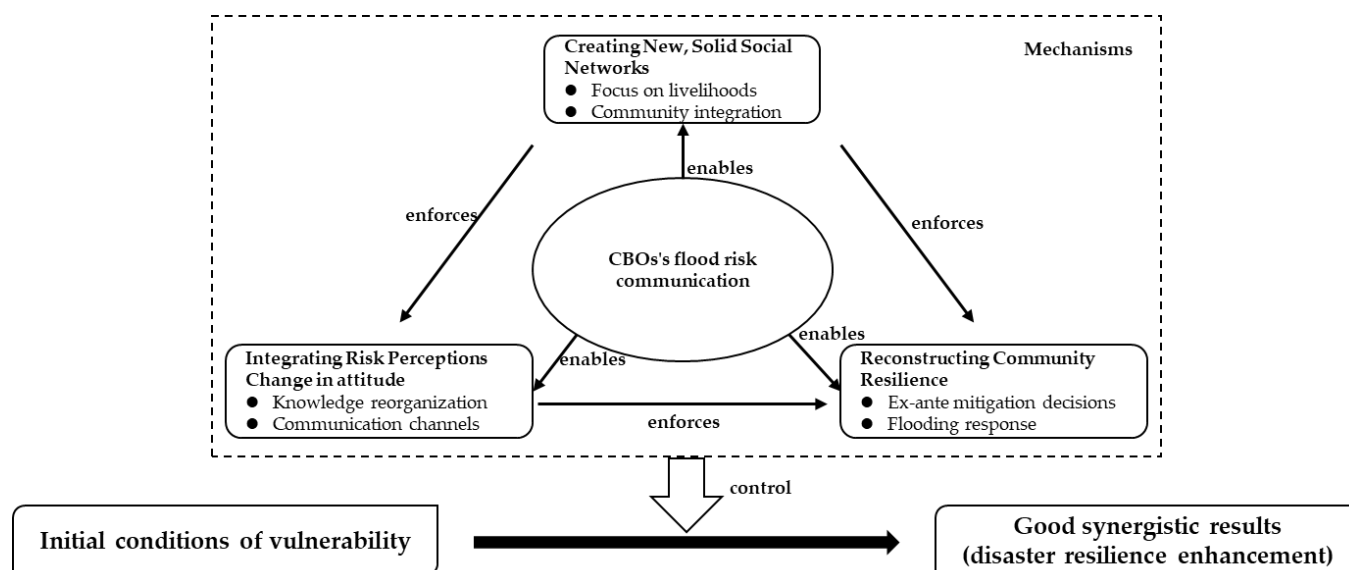 Creating New, Solid Social
Networks
● Focus on livelihoods
● Community integration
Mechanisms
enables
enforces
enforces
CBOs's flood risk
communication
enables
enables
Integrating Risk Perceptions
Change in attitude
● Knowledge reorganization
● Communication channels
enforces
Reconstructing Community
Resilience
● Ex-ante mitigation decisions
● Flooding response
control
Initial conditions of vulnerability
Good synergistic results
(disaster resilience enhancement)